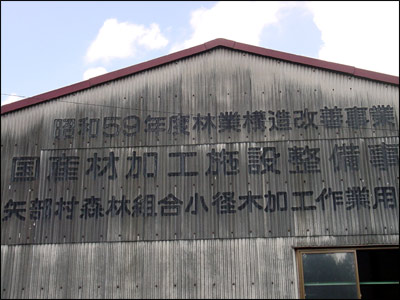 昭和59年度林業構造改善事業
国産材加工施設整備事
矢部村森林組合小径木加工作業用